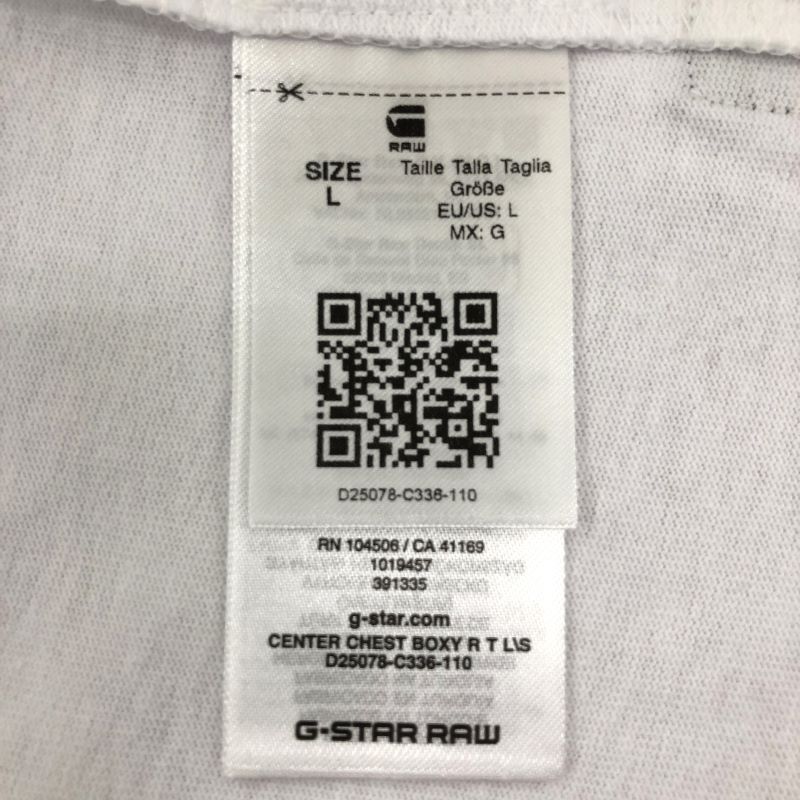 RAW
SIZE
L
Taille Talla Taglia
Größe
EU/US: L
MX: G
D25078-C336-110
RN 104506 / CA 41169
1019457
391335
g-star.com
CENTER CHEST BOXY R T L\S
D25078-C336-110
G-STAR RAW